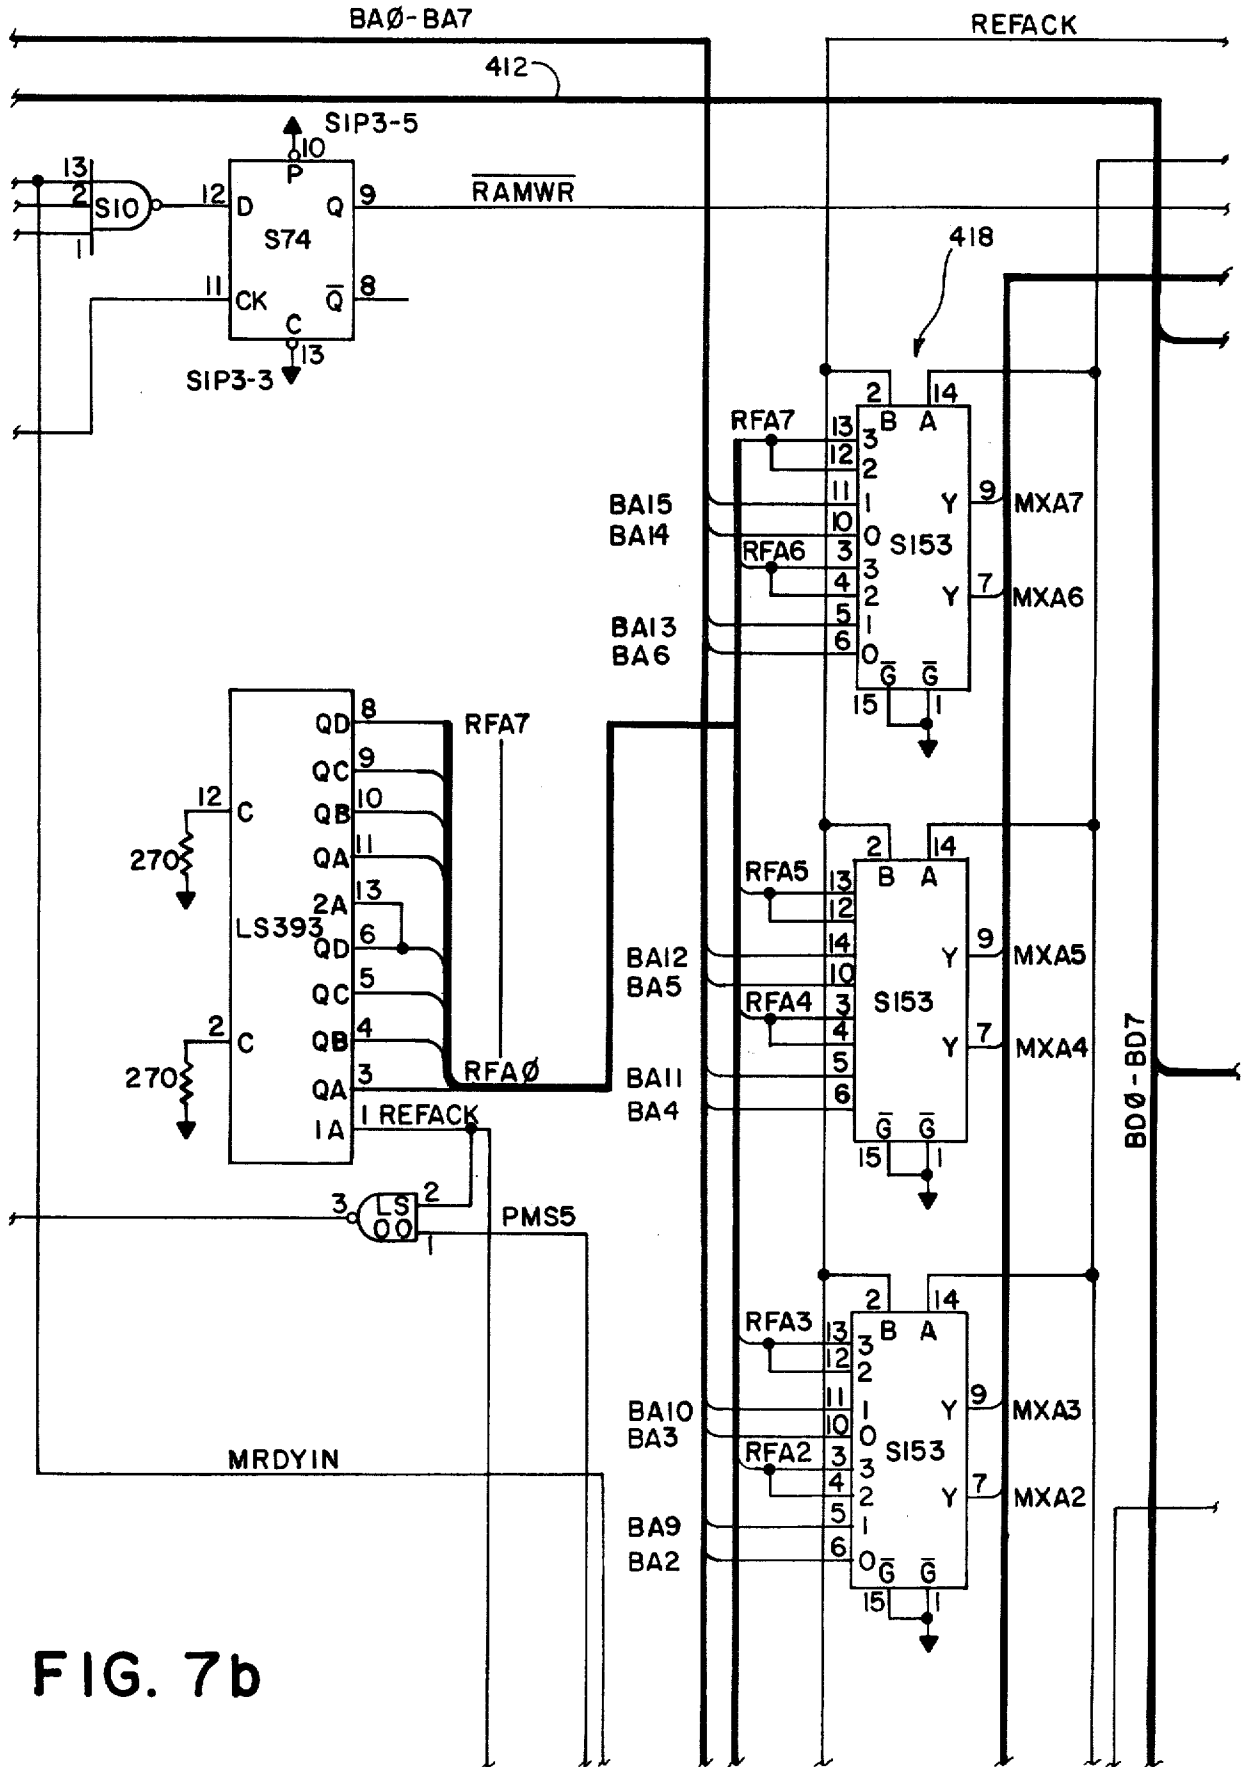 BAØ-BA7
REFACK
412
SIP3-5
10
P
13
2
1
S10
12 D
Q 9
RAMWR
S74
11 CK
Q 8
C
13
SIP3-3
418
2 14
B A
RFA7 13 3
12 2
BA15 11 1
Y 9 MXA7
BA14 10 0
S153
RFA6 3 3
4 2
Y 7 MXA6
BA13 5 1
BA6 6 0
G G
15 1
QD 8 RFA7
QC 9
12 C
QB 10
270
QA 11
2A 13
LS393
QD 6
QC 5
2 C
QB 4
270
QA 3 RFAØ
1A 1 REFACK
3 LS00 2
1
PMS5
2 14
B A
RFA5 13
12
BA12 14
Y 9 MXA5
BA5 10
S153
RFA4 3
4
Y 7 MXA4
BA11 5
BA4 6
G G
15 1
BDØ-BD7
2 14
B A
RFA3 13 3
12 2
BA10 11 1
Y 9 MXA3
BA3 10 0
S153
RFA2 3 3
4 2
Y 7 MXA2
BA9 5 1
BA2 6 0
G G
15 1
MRDYIN
FIG. 7b